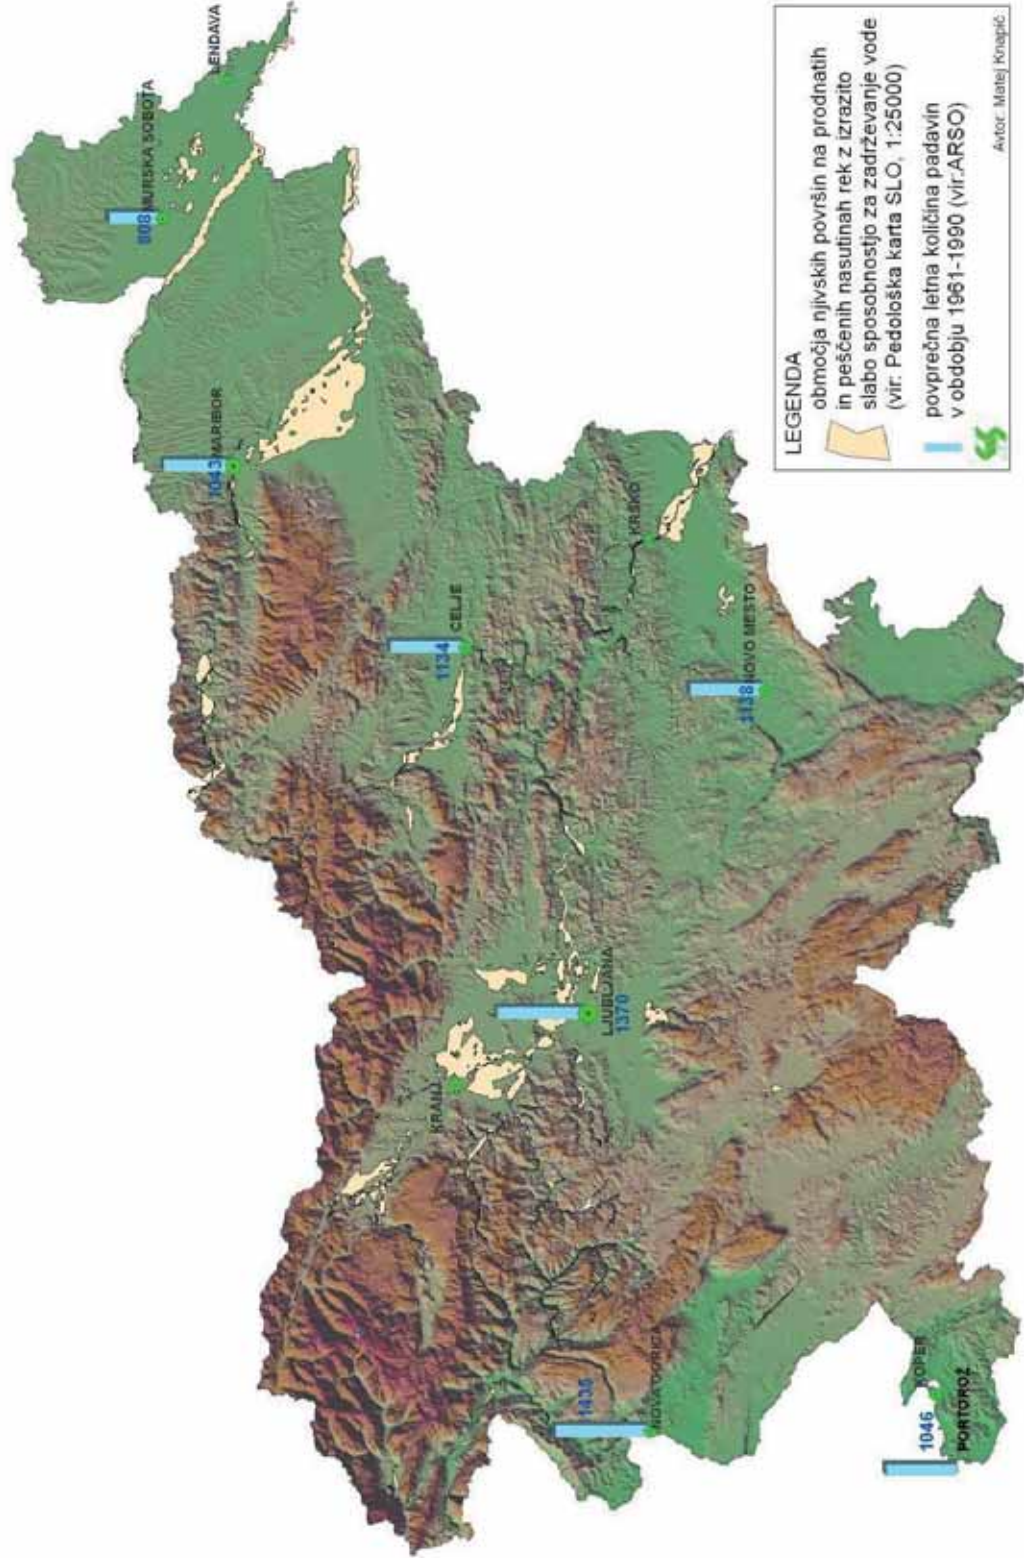 LENDAVA
MURSKA SOBOTA
808
MARIBOR
1043
CELJE
1134
KRŠKO
NOVO MESTO
1138
LJUBLJANA
1370
KRANJ
NOVA GORICA
KOPER
1046
PORTOROŽ
LEGENDA
območja njivskih površin na prodnatih
in peščenih nasutinah rek z izrazito
slabo sposobnostjo za zadrževanje vode
(vir: Pedološka karta SLO, 1:25000)
povprečna letna količina padavin
v obdobju 1961-1990 (vir:ARSO)
Avtor: Matej Knapič